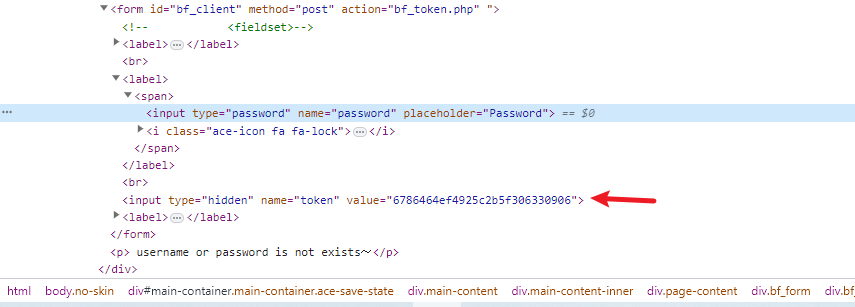 <form id="bf_client" method="post" action="bf_token.php" ">
<!-- <fieldset>-->
<label> ••• </label>
<br>
<label>
<span>
<input type="password" name="password" placeholder="Password"> == $0
<i class="ace-icon fa fa-lock"> ••• </i>
</span>
</label>
<br>
<input type="hidden" name="token" value="6786464ef4925c2b5f306330906">
<label> ••• </label>
</form>
<p> username or password is not exists~</p>
</div>
html body.no-skin div#main-container.main-container.ace-save-state div.main-content div.main-content-inner div.page-content div.bf_form div.bf